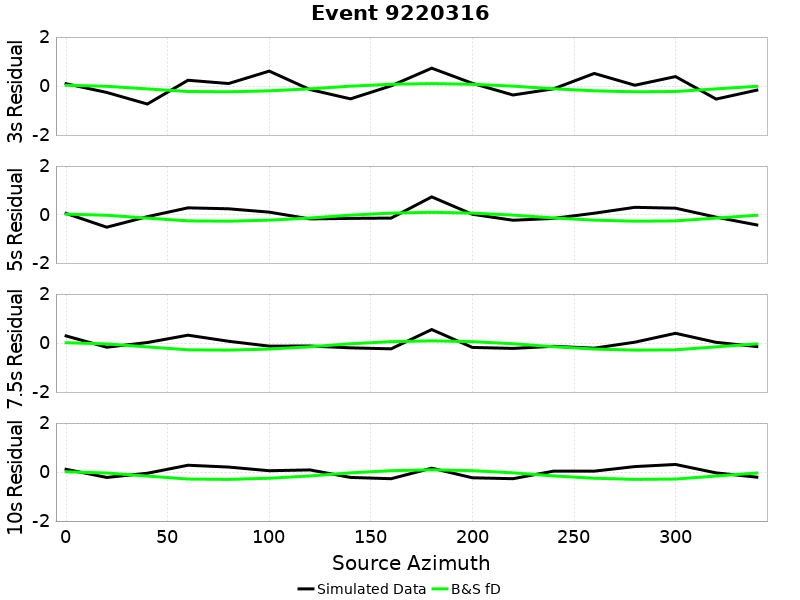 Event 9220316
3s Residual
2
0
-2
5s Residual
2
0
-2
7.5s Residual
2
0
-2
10s Residual
2
0
-2
0 50 100 150 200 250 300
Source Azimuth
Simulated Data B&S fD